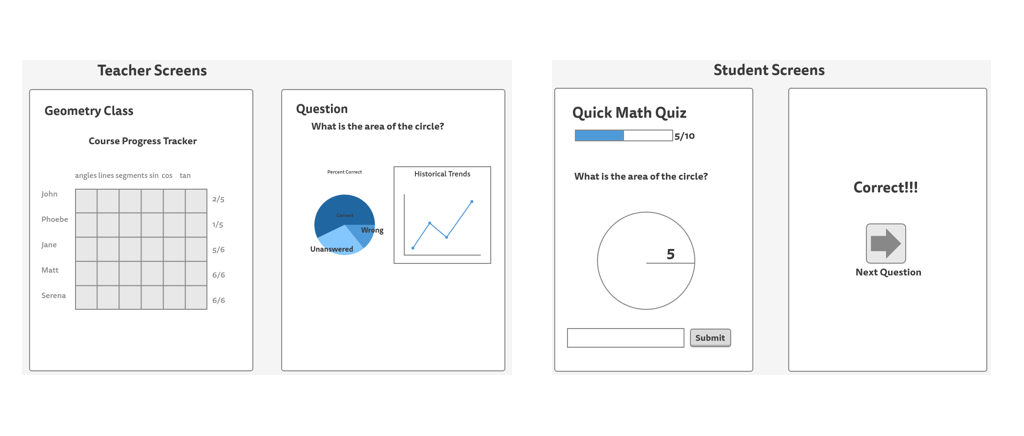 Teacher Screens
Geometry Class
Course Progress Tracker
angles lines segments sin cos tan
John 2/5
Phoebe 1/5
Jane 5/6
Matt 6/6
Serena 6/6
Question
What is the area of the circle?
Percent Correct
Correct
Wrong
Unanswered
Historical Trends
Student Screens
Quick Math Quiz
5/10
What is the area of the circle?
5
Submit
Correct!!!
Next Question